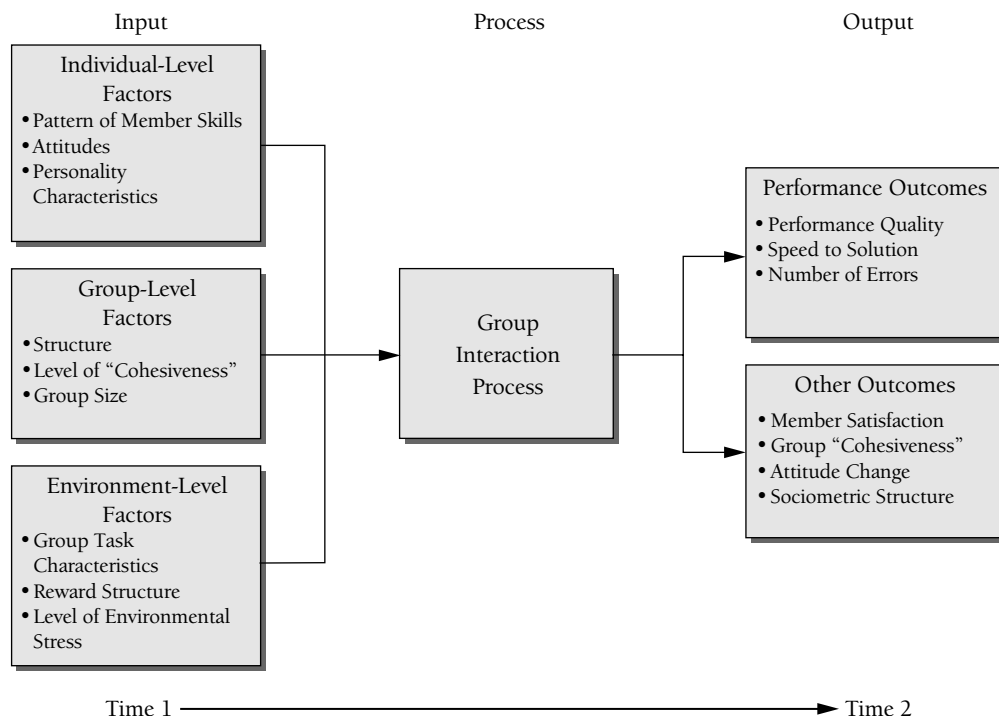 Input
Process
Output
Individual-Level
Factors
• Pattern of Member Skills
• Attitudes
• Personality
Characteristics
Group-Level
Factors
• Structure
• Level of “Cohesiveness”
• Group Size
Environment-Level
Factors
• Group Task
Characteristics
• Reward Structure
• Level of Environmental
Stress
Group
Interaction
Process
Performance Outcomes
• Performance Quality
• Speed to Solution
• Number of Errors
Other Outcomes
• Member Satisfaction
• Group “Cohesiveness”
• Attitude Change
• Sociometric Structure
Time 1
Time 2